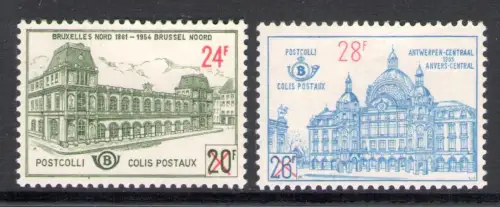 BRUXELLES NORD 1861 - 1954 BRUSSEL NOORD
24F
POSTCOLLI B COLIS POSTAUX
20F
POSTCOLLI 28F ANTWERPEN-CENTRAAL
B 1905
COLIS POSTAUX ANVERS-CENTRAL
26F